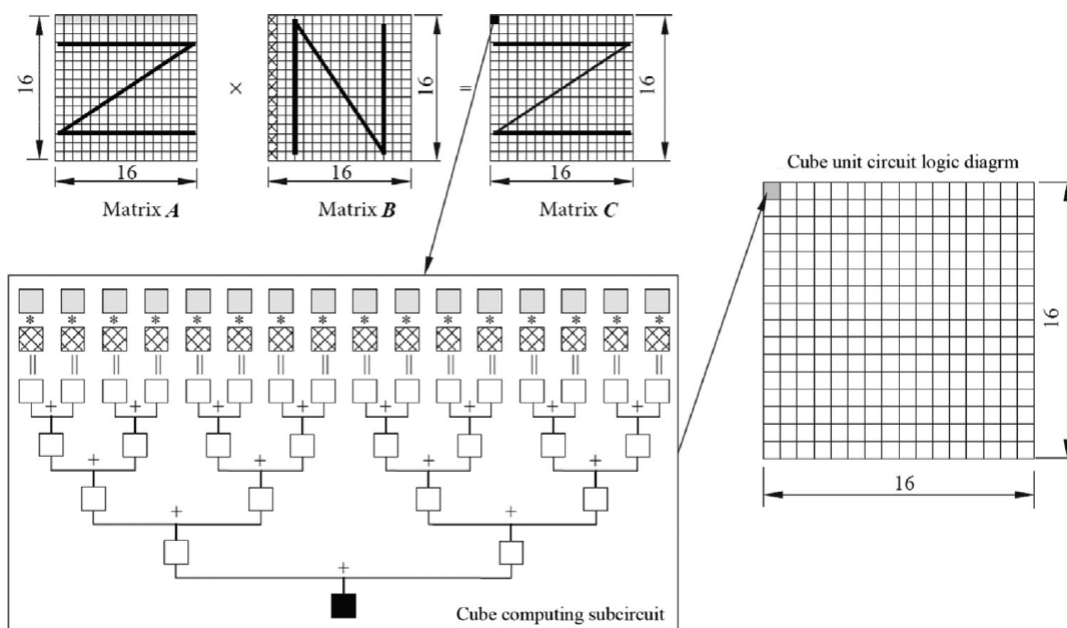 16
×
16
=
16
16
16
16
Matrix A
Matrix B
Matrix C
Cube unit circuit logic diagrm
* * * * * * * * * * * * * * * *
|| || || || || || || || || || || || || || || ||
+ + + + + + + +
+ + + +
+ +
+
16
16
Cube computing subcircuit